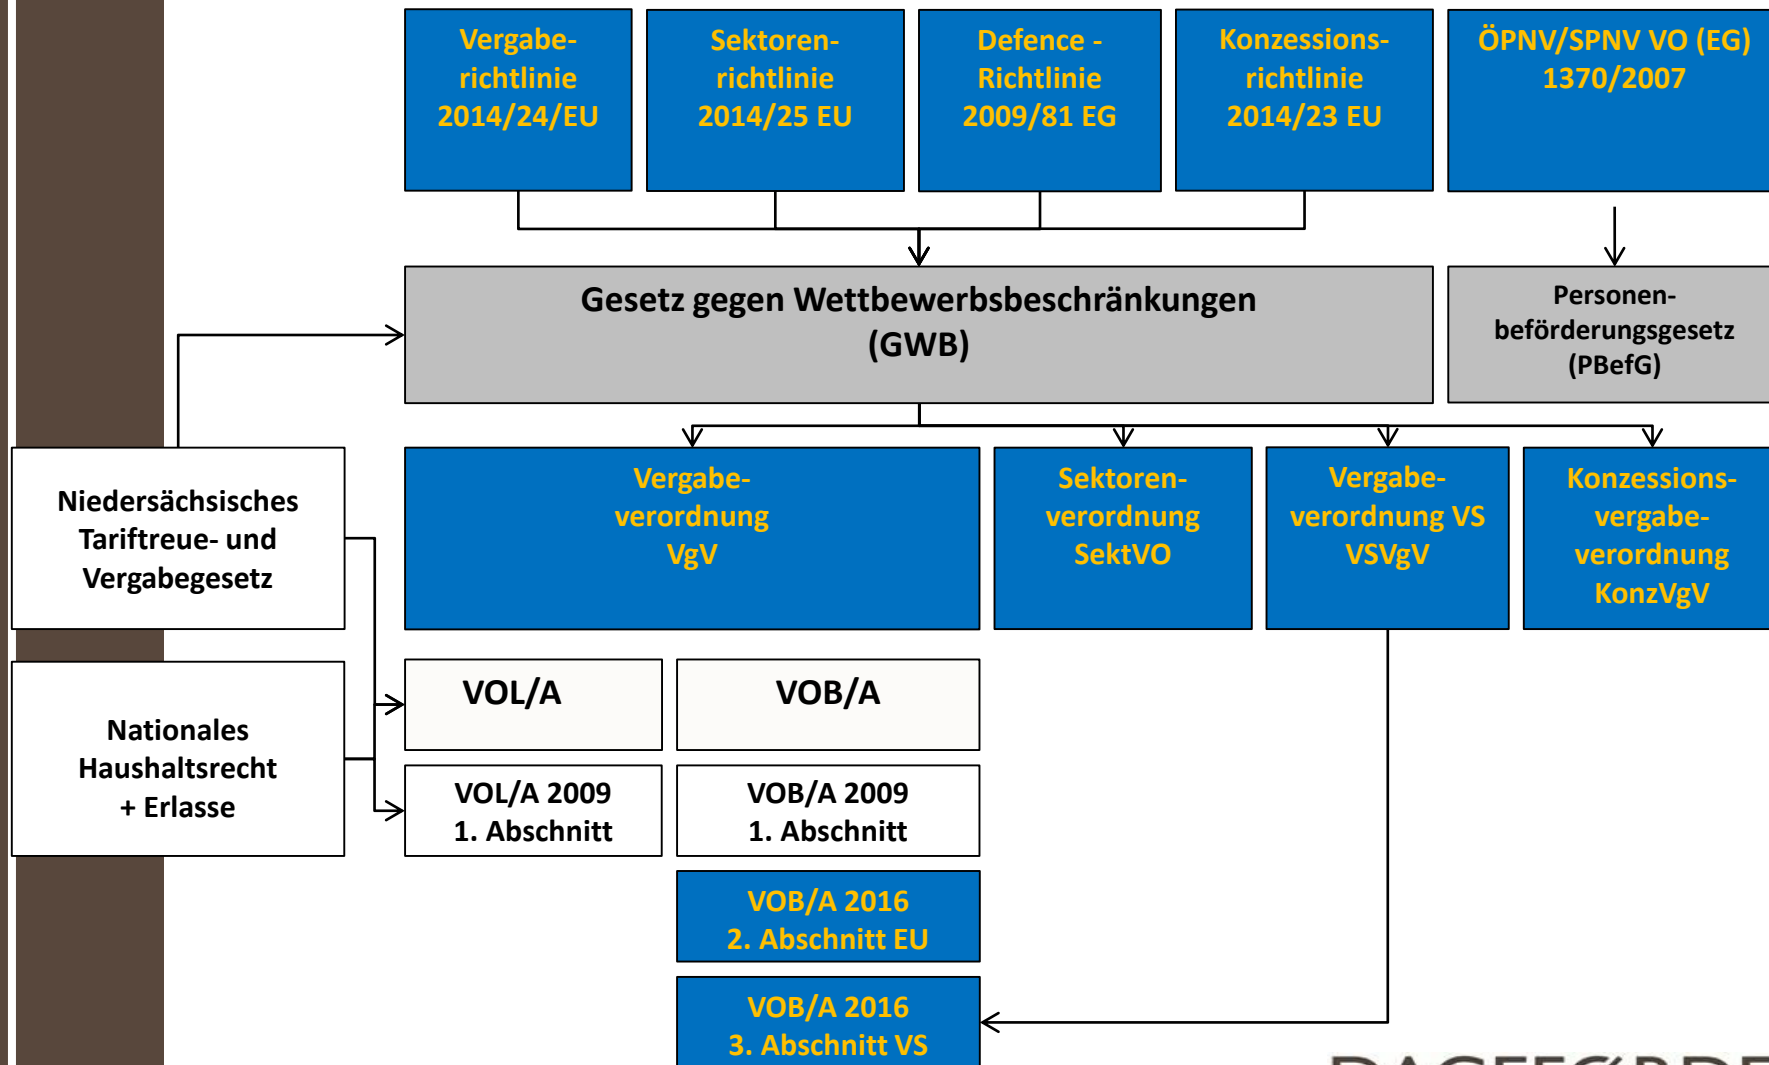 Vergabe-
richtlinie
2014/24/EU
Sektoren-
richtlinie
2014/25 EU
Defence -
Richtlinie
2009/81 EG
Konzessions-
richtlinie
2014/23 EU
ÖPNV/SPNV VO (EG)
1370/2007
Gesetz gegen Wettbewerbsbeschränkungen
(GWB)
Personen-
beförderungsgesetz
(PBefG)
Niedersächsisches
Tariftreue- und
Vergabegesetz
Vergabe-
verordnung
VgV
Sektoren-
verordnung
SektVO
Vergabe-
verordnung VS
VSVgV
Konzessions-
vergabe-
verordnung
KonzVgV
Nationales
Haushaltsrecht
+ Erlasse
VOL/A
VOB/A
VOL/A 2009
1. Abschnitt
VOB/A 2009
1. Abschnitt
VOB/A 2016
2. Abschnitt EU
VOB/A 2016
3. Abschnitt VS